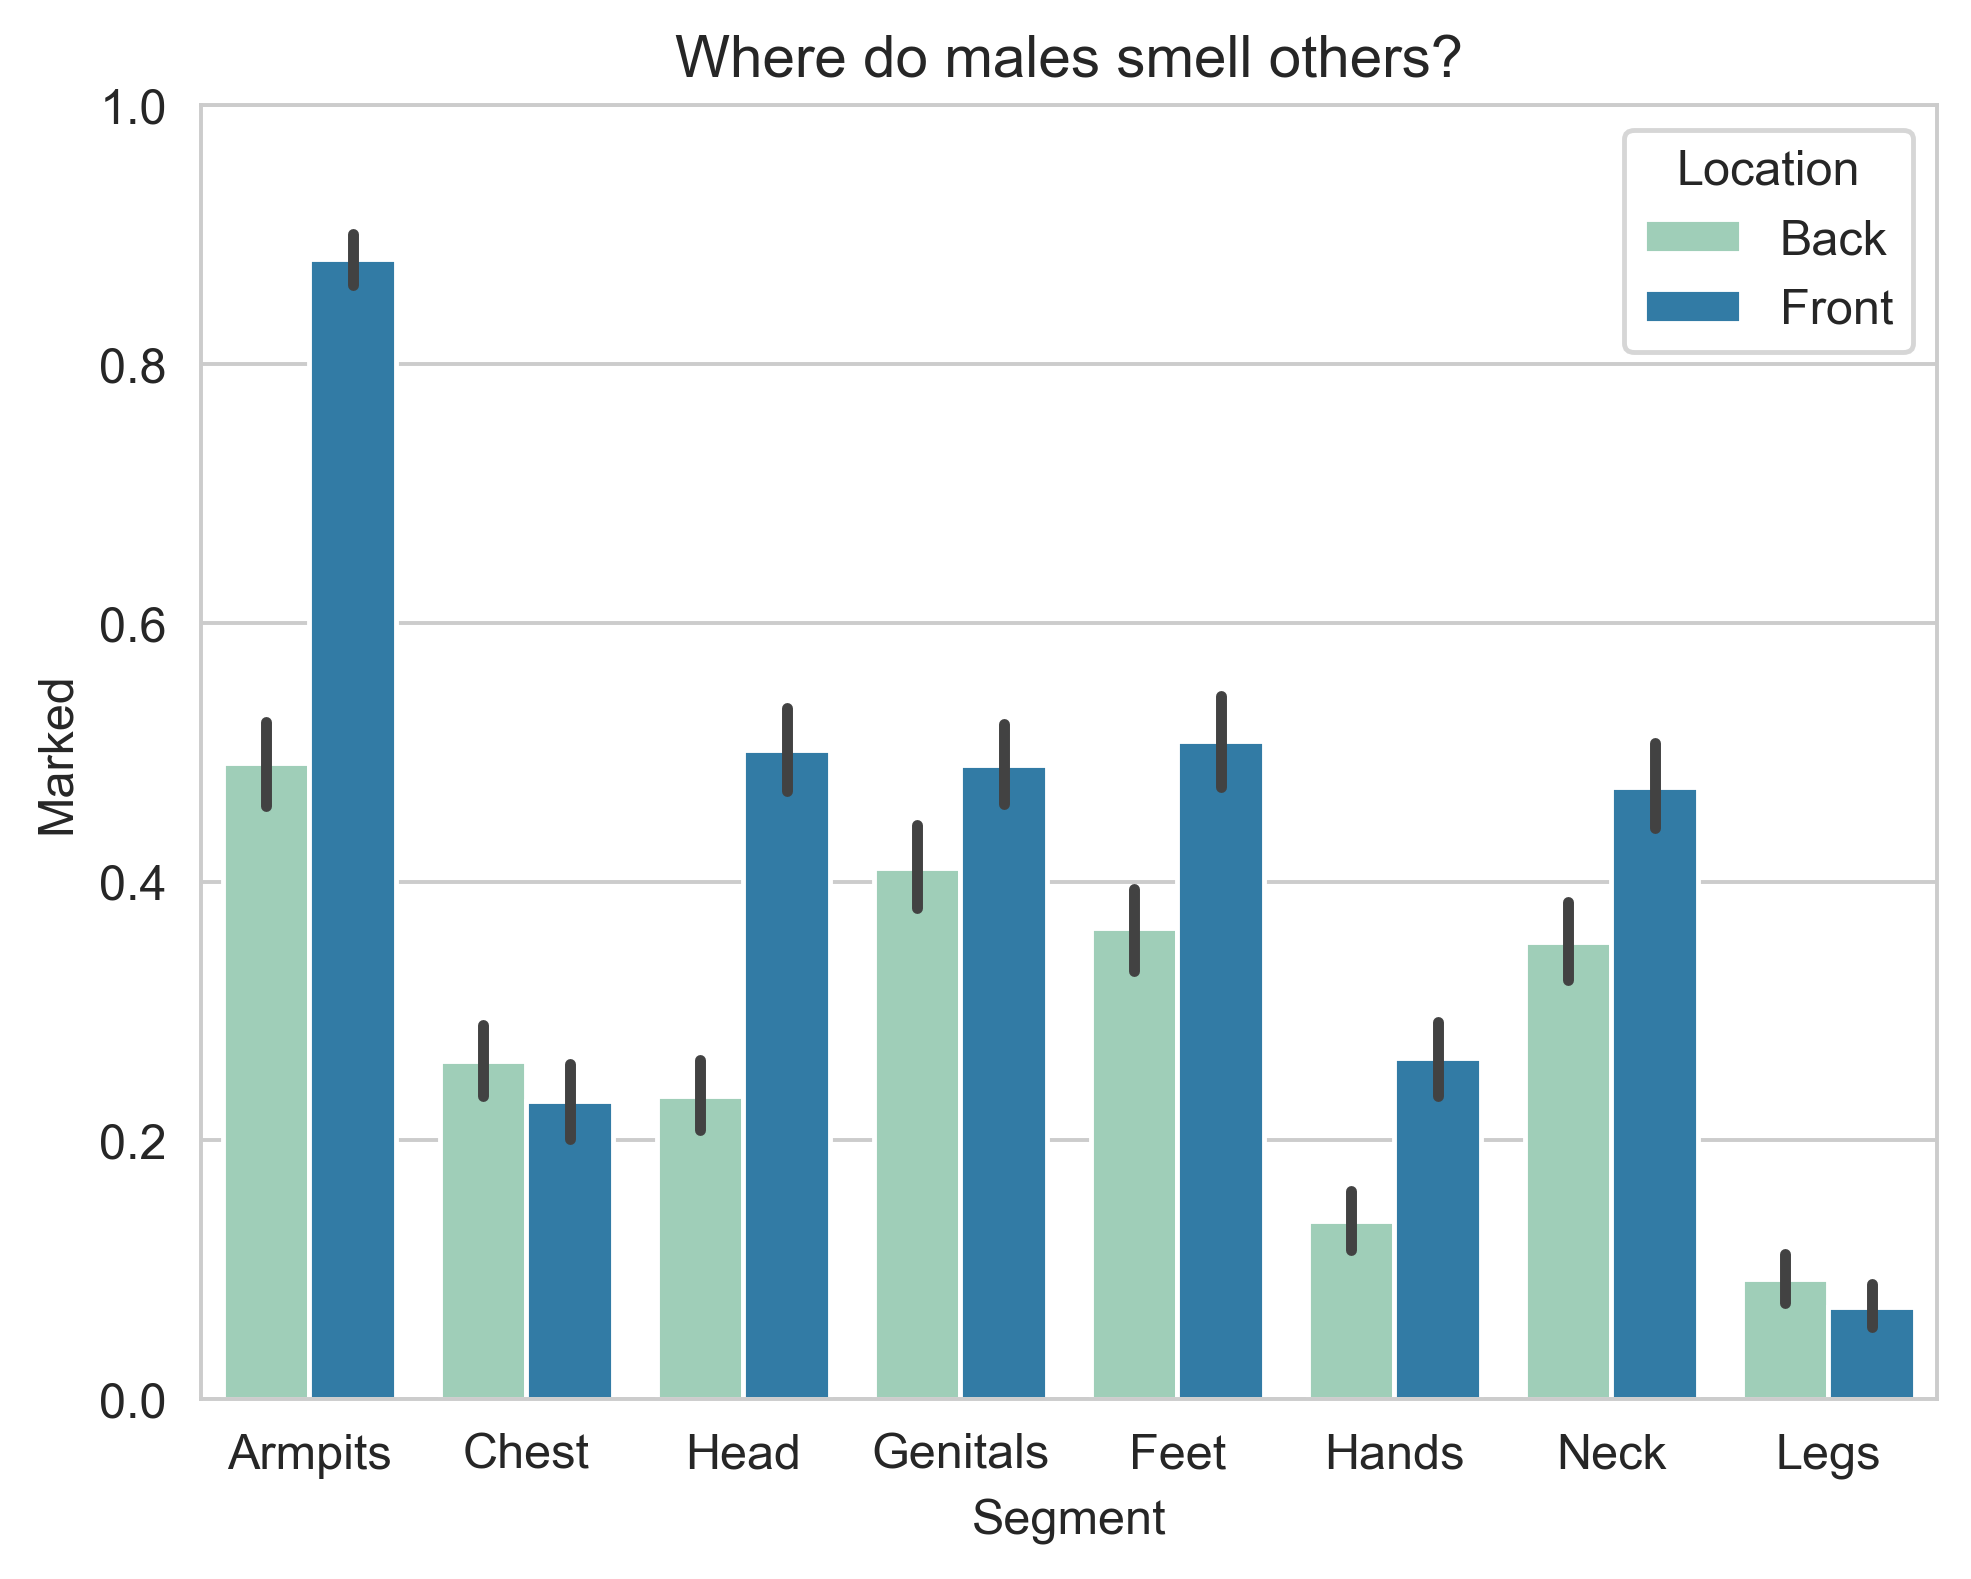 Where do males smell others?
1.0
0.8
0.6
0.4
0.2
0.0
Marked
Location
Back
Front
Armpits Chest Head Genitals Feet Hands Neck Legs
Segment